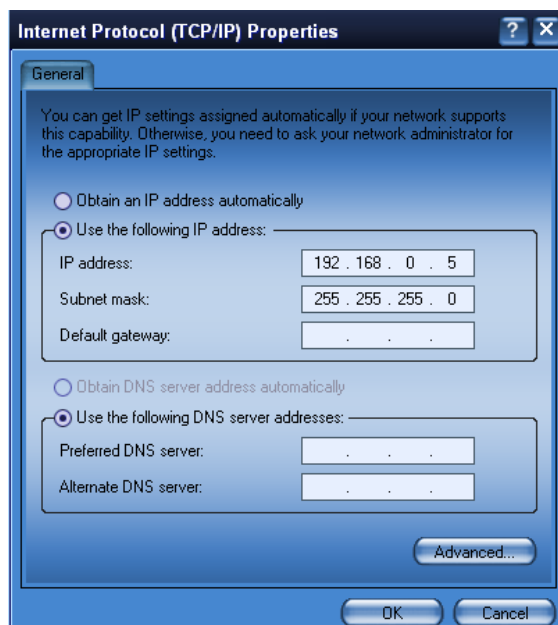 Internet Protocol (TCP/IP) Properties
General
You can get IP settings assigned automatically if your network supports
this capability. Otherwise, you need to ask your network administrator for
the appropriate IP settings.
Obtain an IP address automatically
Use the following IP address:
IP address: 192 . 168 . 0 . 5
Subnet mask: 255 . 255 . 255 . 0
Default gateway: . . .
Obtain DNS server address automatically
Use the following DNS server addresses:
Preferred DNS server: . . .
Alternate DNS server: . . .
Advanced...
OK Cancel